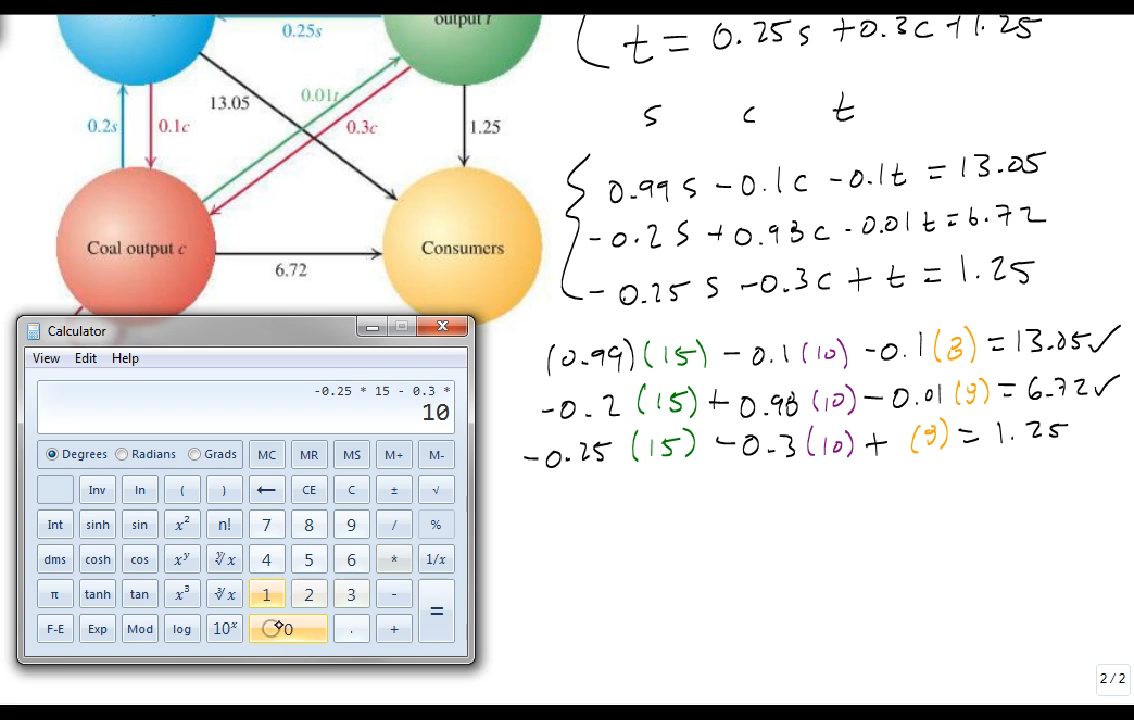 output t
0.25s
13.05
0.01t
0.3c
1.25
0.2s
0.1c
Coal output c
6.72
Consumers
t = 0.25s + 0.3c + 1.25
s c t
0.99s - 0.1c - 0.1t = 13.05
-0.2s + 0.98c - 0.01t = 6.72
-0.25s - 0.3c + t = 1.25
(0.99)(15) - 0.1(10) - 0.1(8) = 13.05✓
-0.2(15) + 0.98(10) - 0.01(8) = 6.72✓
-0.25(15) - 0.3(10) + (8) = 1.25
Calculator
View Edit Help
-0.25 * 15 - 0.3 *
10
Degrees Radians Grads MC MR MS M+ M-
Inv ln ( ) ← CE C ± √
Int sinh sin x² n! 7 8 9 / %
dms cosh cos xʸ ʸ√x 4 5 6 * 1/x
π tanh tan x³ ³√x 1 2 3 - =
F-E Exp Mod log 10ˣ 0 . +
2/2